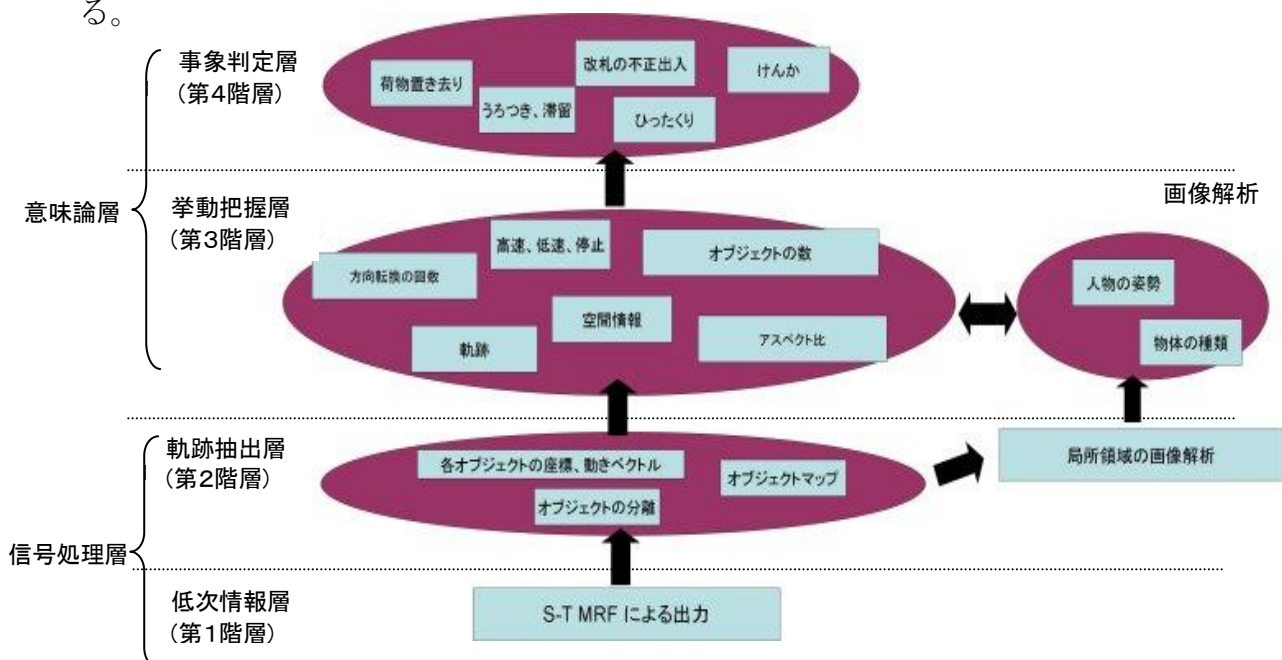 る。
事象判定層
(第4階層)
荷物置き去り
うろつき、滞留
改札の不正出入
ひったくり
けんか
意味論層
挙動把握層
(第3階層)
画像解析
方向転換の回数
高速、低速、停止
オブジェクトの数
空間情報
軌跡
アスペクト比
人物の姿勢
物体の種類
軌跡抽出層
(第2階層)
各オブジェクトの座標、動きベクトル
オブジェクトマップ
オブジェクトの分離
局所領域の画像解析
信号処理層
低次情報層
(第1階層)
S-T MRF による出力